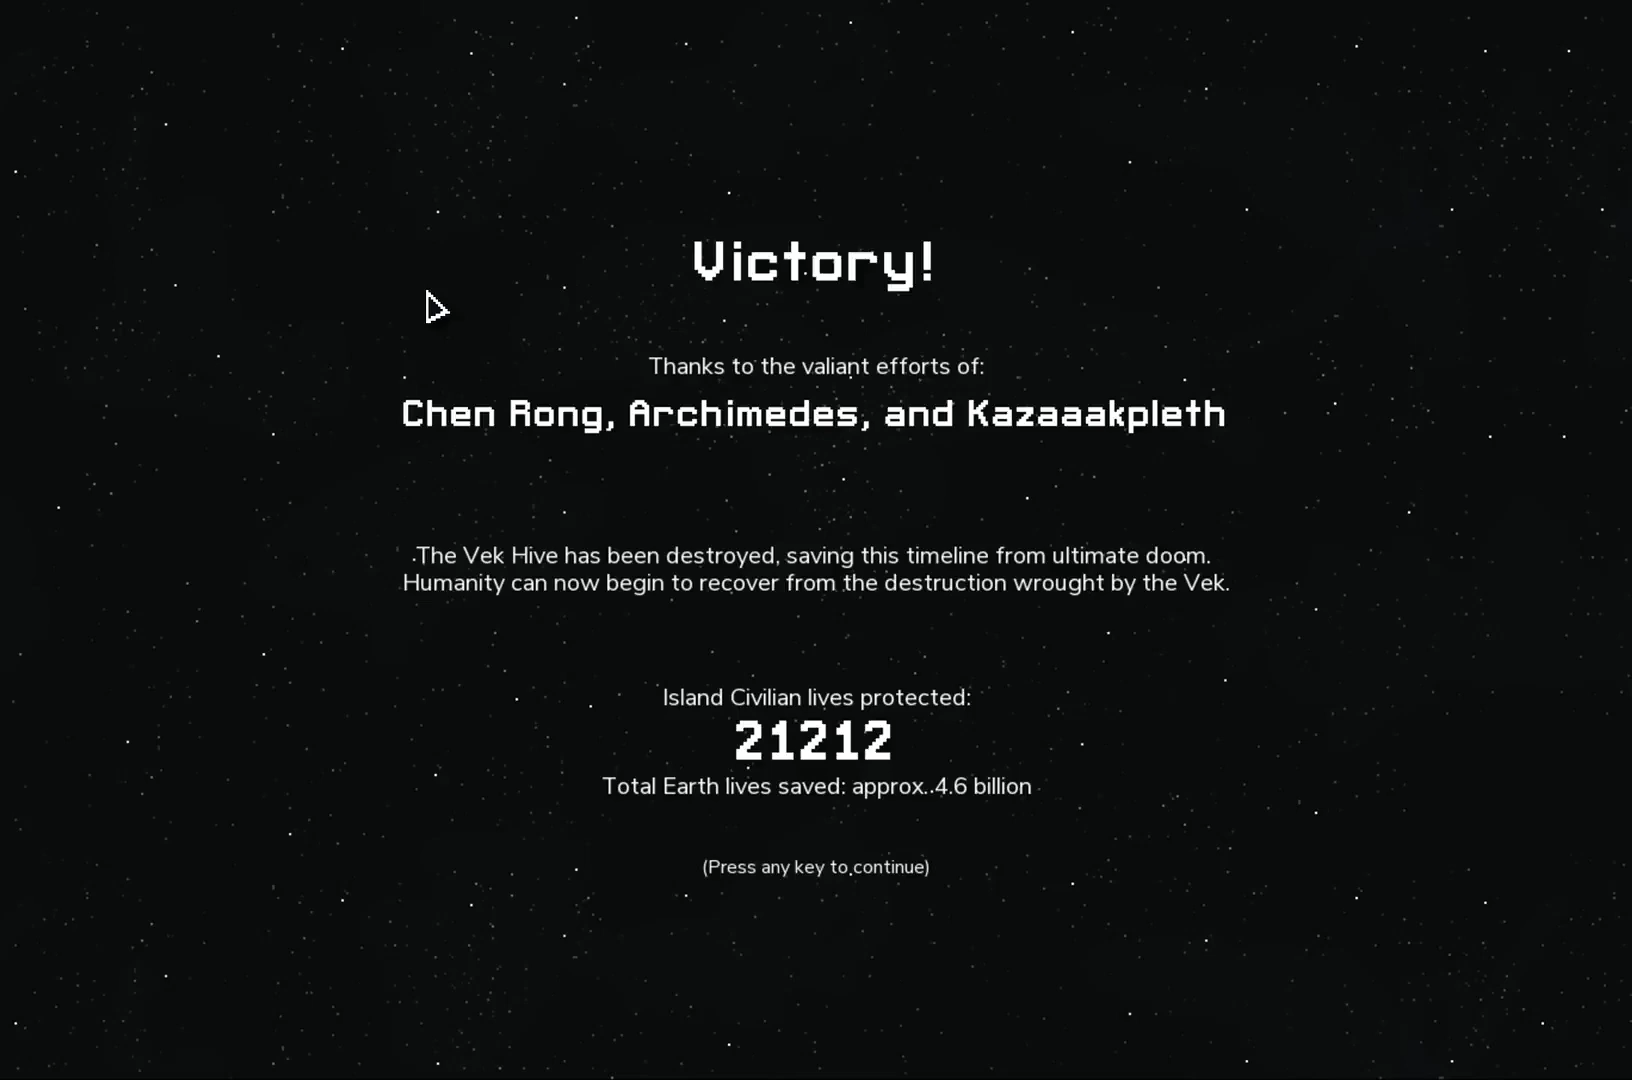 Victory!
Thanks to the valiant efforts of:
Chen Rong, Archimedes, and Kazaaakpleth
The Vek Hive has been destroyed, saving this timeline from ultimate doom.
Humanity can now begin to recover from the destruction wrought by the Vek.
Island Civilian lives protected:
21212
Total Earth lives saved: approx. 4.6 billion
(Press any key to continue)